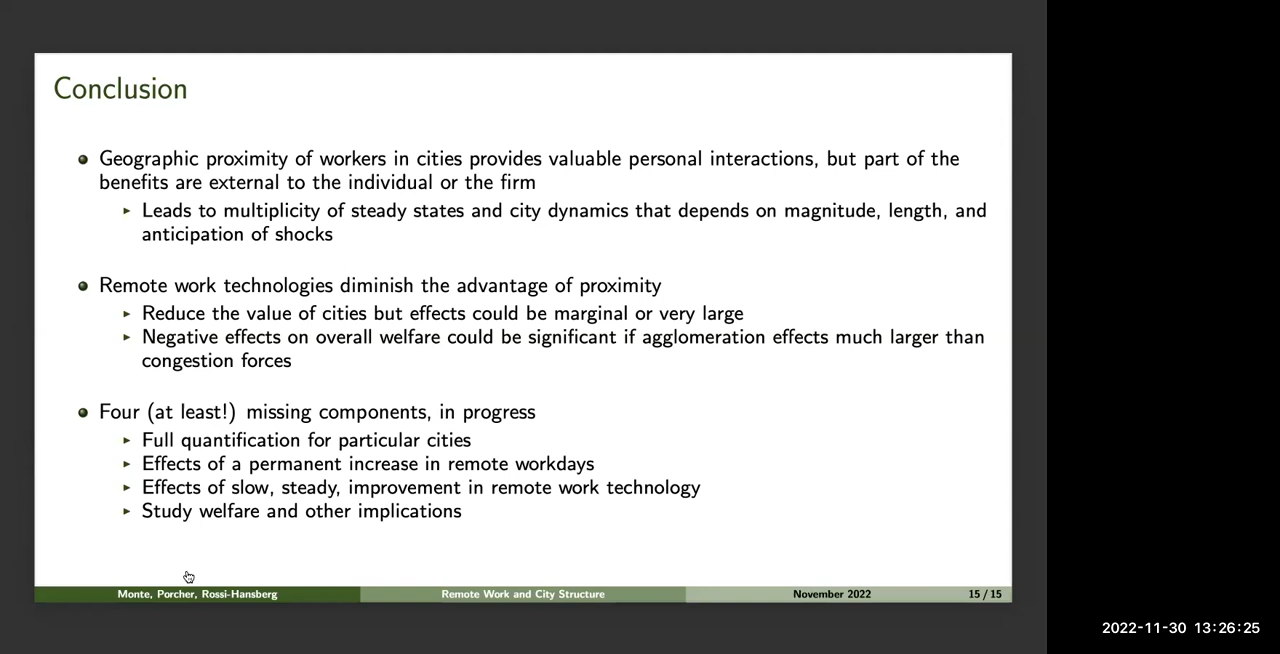 Conclusion
Geographic proximity of workers in cities provides valuable personal interactions, but part of the
benefits are external to the individual or the firm
Leads to multiplicity of steady states and city dynamics that depends on magnitude, length, and
anticipation of shocks
Remote work technologies diminish the advantage of proximity
Reduce the value of cities but effects could be marginal or very large
Negative effects on overall welfare could be significant if agglomeration effects much larger than
congestion forces
Four (at least!) missing components, in progress
Full quantification for particular cities
Effects of a permanent increase in remote workdays
Effects of slow, steady, improvement in remote work technology
Study welfare and other implications
Monte, Porcher, Rossi-Hansberg Remote Work and City Structure November 2022 15 / 15
2022-11-30 13:26:25